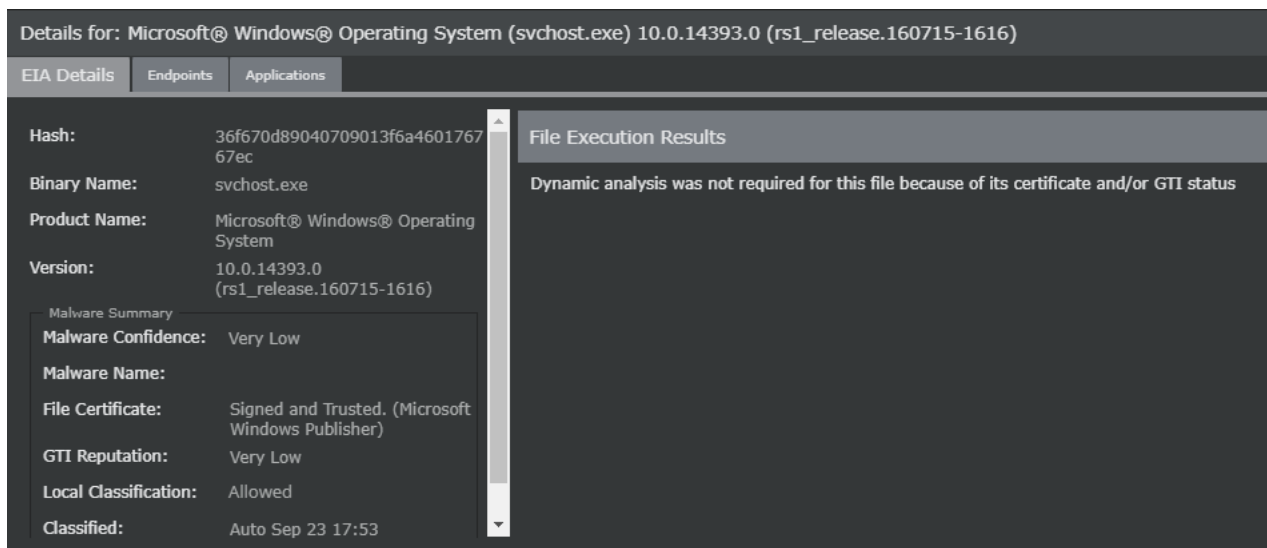 Details for: Microsoft® Windows® Operating System (svchost.exe) 10.0.14393.0 (rs1_release.160715-1616)
EIA Details
Endpoints
Applications
Hash: 36f670d89040709013f6a4601767
67ec
Binary Name: svchost.exe
Product Name: Microsoft® Windows® Operating
System
Version: 10.0.14393.0
(rs1_release.160715-1616)
Malware Summary
Malware Confidence: Very Low
Malware Name:
File Certificate: Signed and Trusted. (Microsoft
Windows Publisher)
GTI Reputation: Very Low
Local Classification: Allowed
Classified: Auto Sep 23 17:53
File Execution Results
Dynamic analysis was not required for this file because of its certificate and/or GTI status